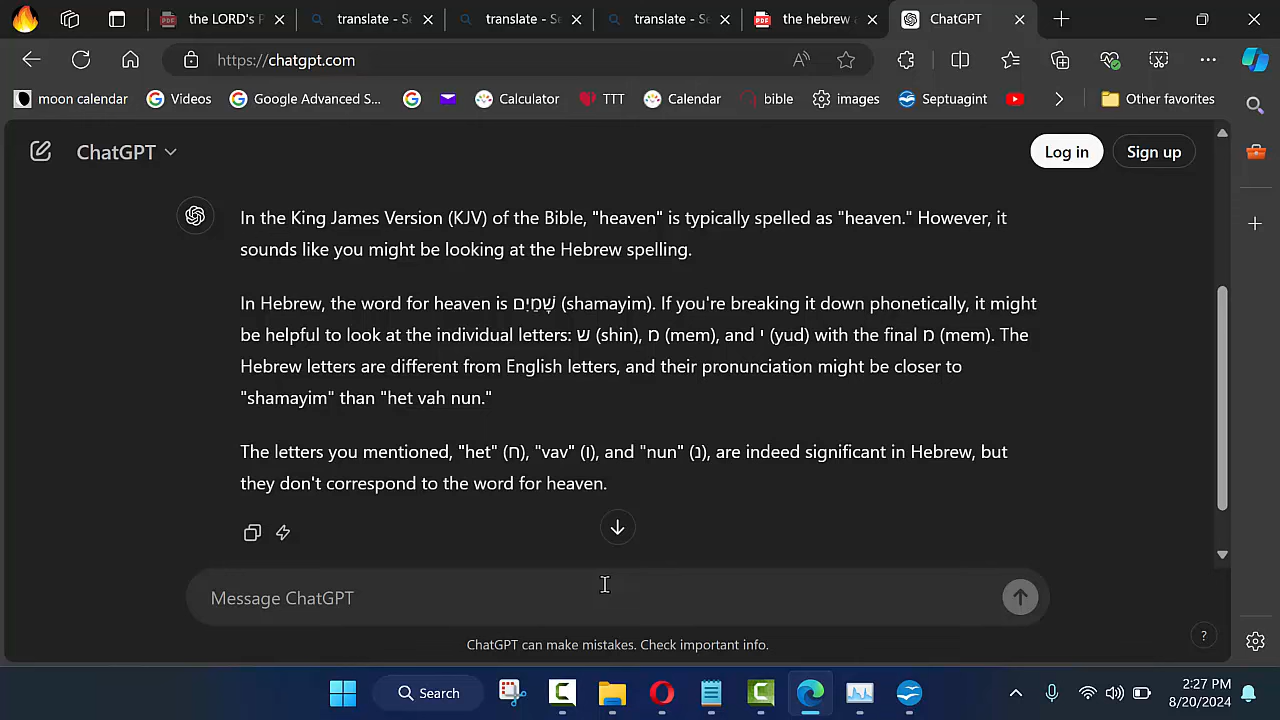 the LORD's P
translate - Se
translate - Se
translate - Se
the hebrew a
ChatGPT
https://chatgpt.com
moon calendar
Videos
Google Advanced S...
Calculator
TTT
Calendar
bible
images
Septuagint
Other favorites
ChatGPT
Log in
Sign up
In the King James Version (KJV) of the Bible, "heaven" is typically spelled as "heaven." However, it
sounds like you might be looking at the Hebrew spelling.
In Hebrew, the word for heaven is שָׁמַיִם (shamayim). If you're breaking it down phonetically, it might
be helpful to look at the individual letters: ש (shin), מ (mem), and י (yud) with the final מ (mem). The
Hebrew letters are different from English letters, and their pronunciation might be closer to
"shamayim" than "het vah nun."
The letters you mentioned, "het" (ח), "vav" (ו), and "nun" (נ), are indeed significant in Hebrew, but
they don't correspond to the word for heaven.
Message ChatGPT
ChatGPT can make mistakes. Check important info.
?
Search
2:27 PM
8/20/2024